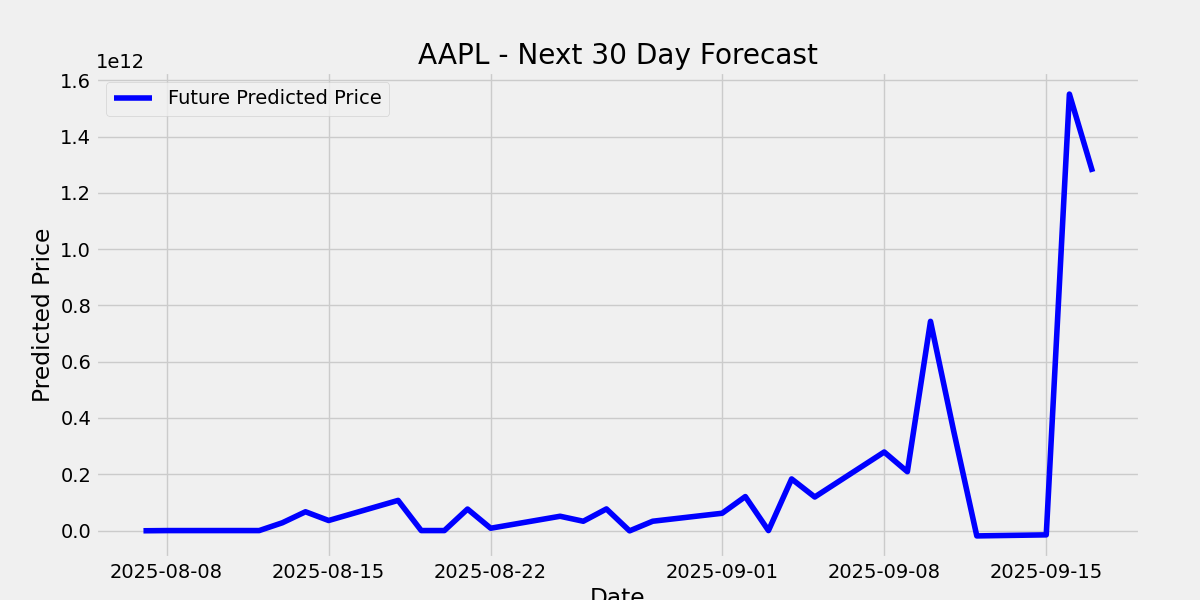 AAPL - Next 30 Day Forecast
1e12
Future Predicted Price
1.6
1.4
1.2
1.0
0.8
0.6
0.4
0.2
0.0
Predicted Price
2025-08-08 2025-08-15 2025-08-22 2025-09-01 2025-09-08 2025-09-15
Date